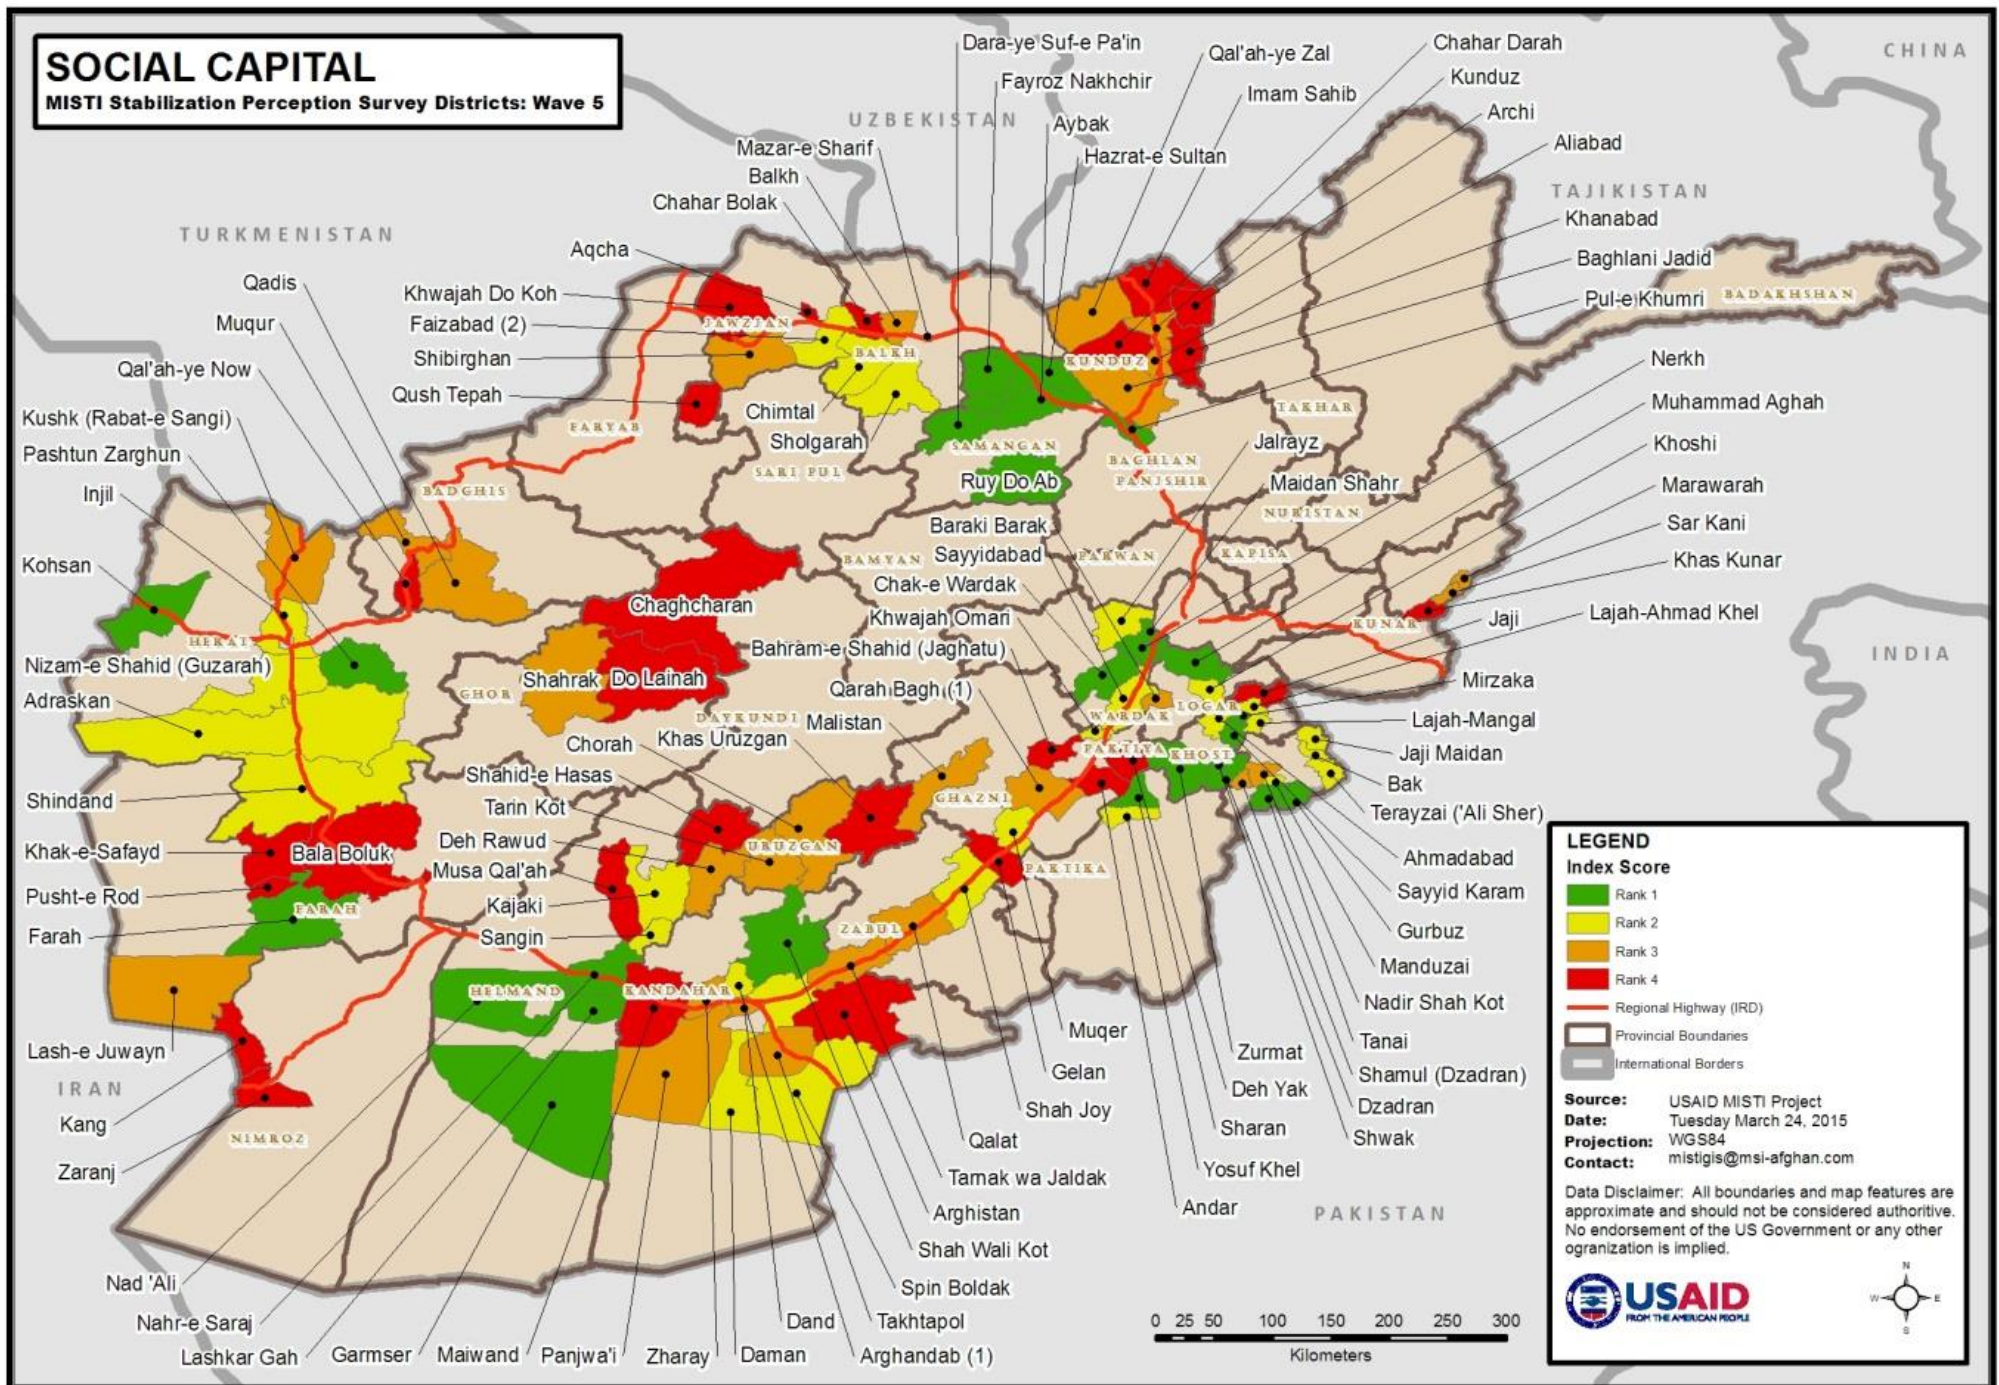 SOCIAL CAPITAL
MISTI Stabilization Perception Survey Districts: Wave 5
CHINA
UZBEKISTAN
TAJIKISTAN
TURKMENISTAN
INDIA
IRAN
PAKISTAN
Dara-ye Suf-e Pa'in
Fayroz Nakhchir
Aybak
Hazrat-e Sultan
Qal'ah-ye Zal
Imam Sahib
Chahar Darah
Kunduz
Archi
Aliabad
Khanabad
Baghlani Jadid
Pul-e Khumri
Mazar-e Sharif
Balkh
Chahar Bolak
Aqcha
Khwajah Do Koh
Faizabad (2)
Shibirghan
Qush Tepah
Chimtal
Sholgarah
Qadis
Muqur
Qal'ah-ye Now
Kushk (Rabat-e Sangi)
Pashtun Zarghun
Injil
Kohsan
Nizam-e Shahid (Guzarah)
Adraskan
Shindand
Khak-e-Safayd
Bala Boluk
Pusht-e Rod
Farah
Lash-e Juwayn
Kang
Zaranj
Nerkh
Muhammad Aghah
Khoshi
Marawarah
Sar Kani
Khas Kunar
Jaji
Lajah-Ahmad Khel
Mirzaka
Lajah-Mangal
Jaji Maidan
Bak
Terayzai ('Ali Sher)
Ahmadabad
Sayyid Karam
Gurbuz
Manduzai
Nadir Shah Kot
Tanai
Shamul (Dzadran)
Dzadran
Shwak
Jalrayz
Maidan Shahr
Ruy Do Ab
Baraki Barak
Sayyidabad
Chak-e Wardak
Khwajah Omari
Bahram-e Shahid (Jaghatu)
Qarah Bagh (1)
Malistan
Khas Uruzgan
Chorah
Shahid-e Hasas
Tarin Kot
Deh Rawud
Musa Qal'ah
Kajaki
Sangin
Chaghcharan
Shahrak
Do Lainah
Zurmat
Deh Yak
Sharan
Yosuf Khel
Andar
Muqer
Gelan
Shah Joy
Qalat
Tarnak wa Jaldak
Arghistan
Shah Wali Kot
Spin Boldak
Takhtapol
Arghandab (1)
Dand
Daman
Zharay
Panjwa'i
Maiwand
Garmser
Lashkar Gah
Nahr-e Saraj
Nad 'Ali
JAWZJAN
BALKH
KUNDUZ
TAKHAR
BADAKHSHAN
FARYAB
SARI PUL
SAMANGAN
BAGHLAN
PANJSHIR
BADGHIS
NURISTAN
BAMYAN
PARWAN
KAPISA
KUNAR
HERAT
GHOR
DAYKUNDI
WARDAK
LOGAR
PAKTIYA
KHOST
GHAZNI
URUZGAN
PAKTIKA
FARAH
ZABUL
HELMAND
KANDAHAR
NIMROZ
LEGEND
Index Score
Rank 1
Rank 2
Rank 3
Rank 4
Regional Highway (IRD)
Provincial Boundaries
International Borders
Source: USAID MISTI Project
Date: Tuesday March 24, 2015
Projection: WGS84
Contact: mistigis@msi-afghan.com
Data Disclaimer: All boundaries and map features are
approximate and should not be considered authoritive.
No endorsement of the US Government or any other
ogranization is implied.
USAID
FROM THE AMERICAN PEOPLE
N
W E
S
0 25 50 100 150 200 250 300
Kilometers